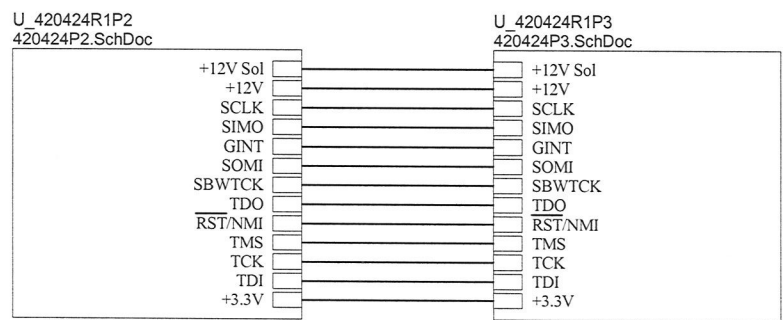 U_420424R1P2
420424P2.SchDoc
+12V Sol
+12V
SCLK
SIMO
GINT
SOMI
SBWTCK
TDO
RST/NMI
TMS
TCK
TDI
+3.3V
U_420424R1P3
420424P3.SchDoc
+12V Sol
+12V
SCLK
SIMO
GINT
SOMI
SBWTCK
TDO
RST/NMI
TMS
TCK
TDI
+3.3V